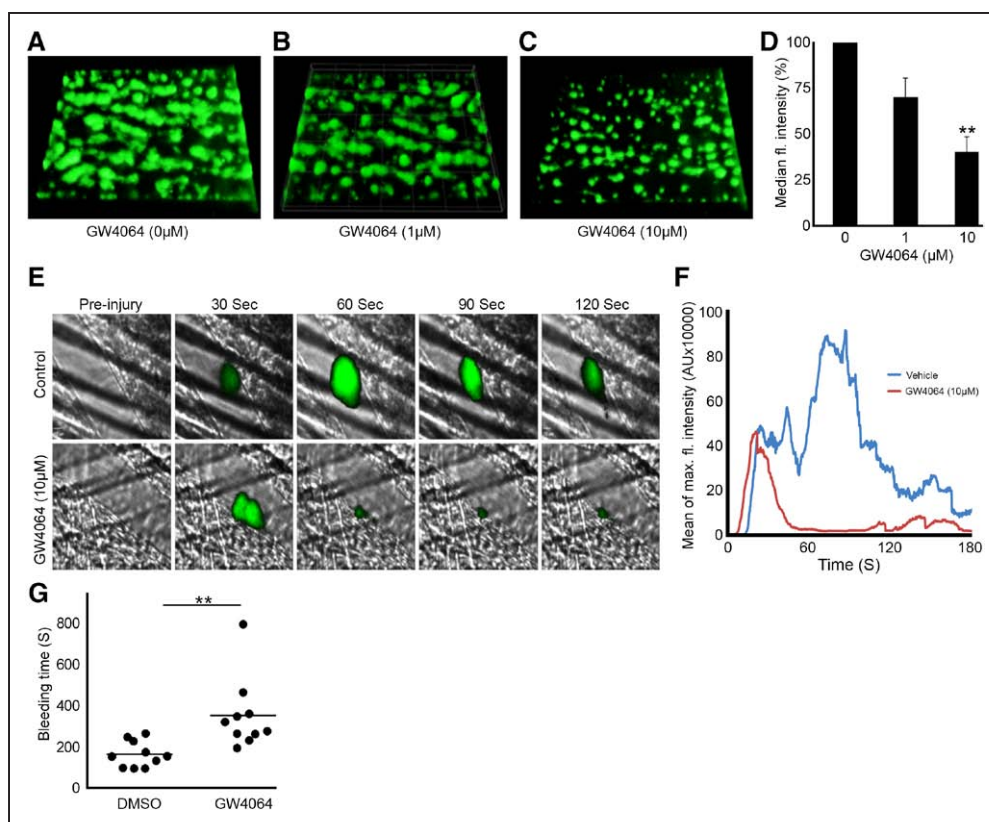 A
B
C
GW4064 (0µM)
GW4064 (1µM)
GW4064 (10µM)
D
Median fl. intensity (%)
100
75
50
25
0
**
0 1 10
GW4064 (µM)
E
Pre-injury 30 Sec 60 Sec 90 Sec 120 Sec
Control
GW4064 (10µM)
F
Mean of max. fl. intensity (AUx10000)
100
80
60
40
20
0
Vehicle
GW4064 (10µM)
0 60 120 180
Time (S)
G
Bleeding time (S)
800
600
400
200
0
**
DMSO GW4064